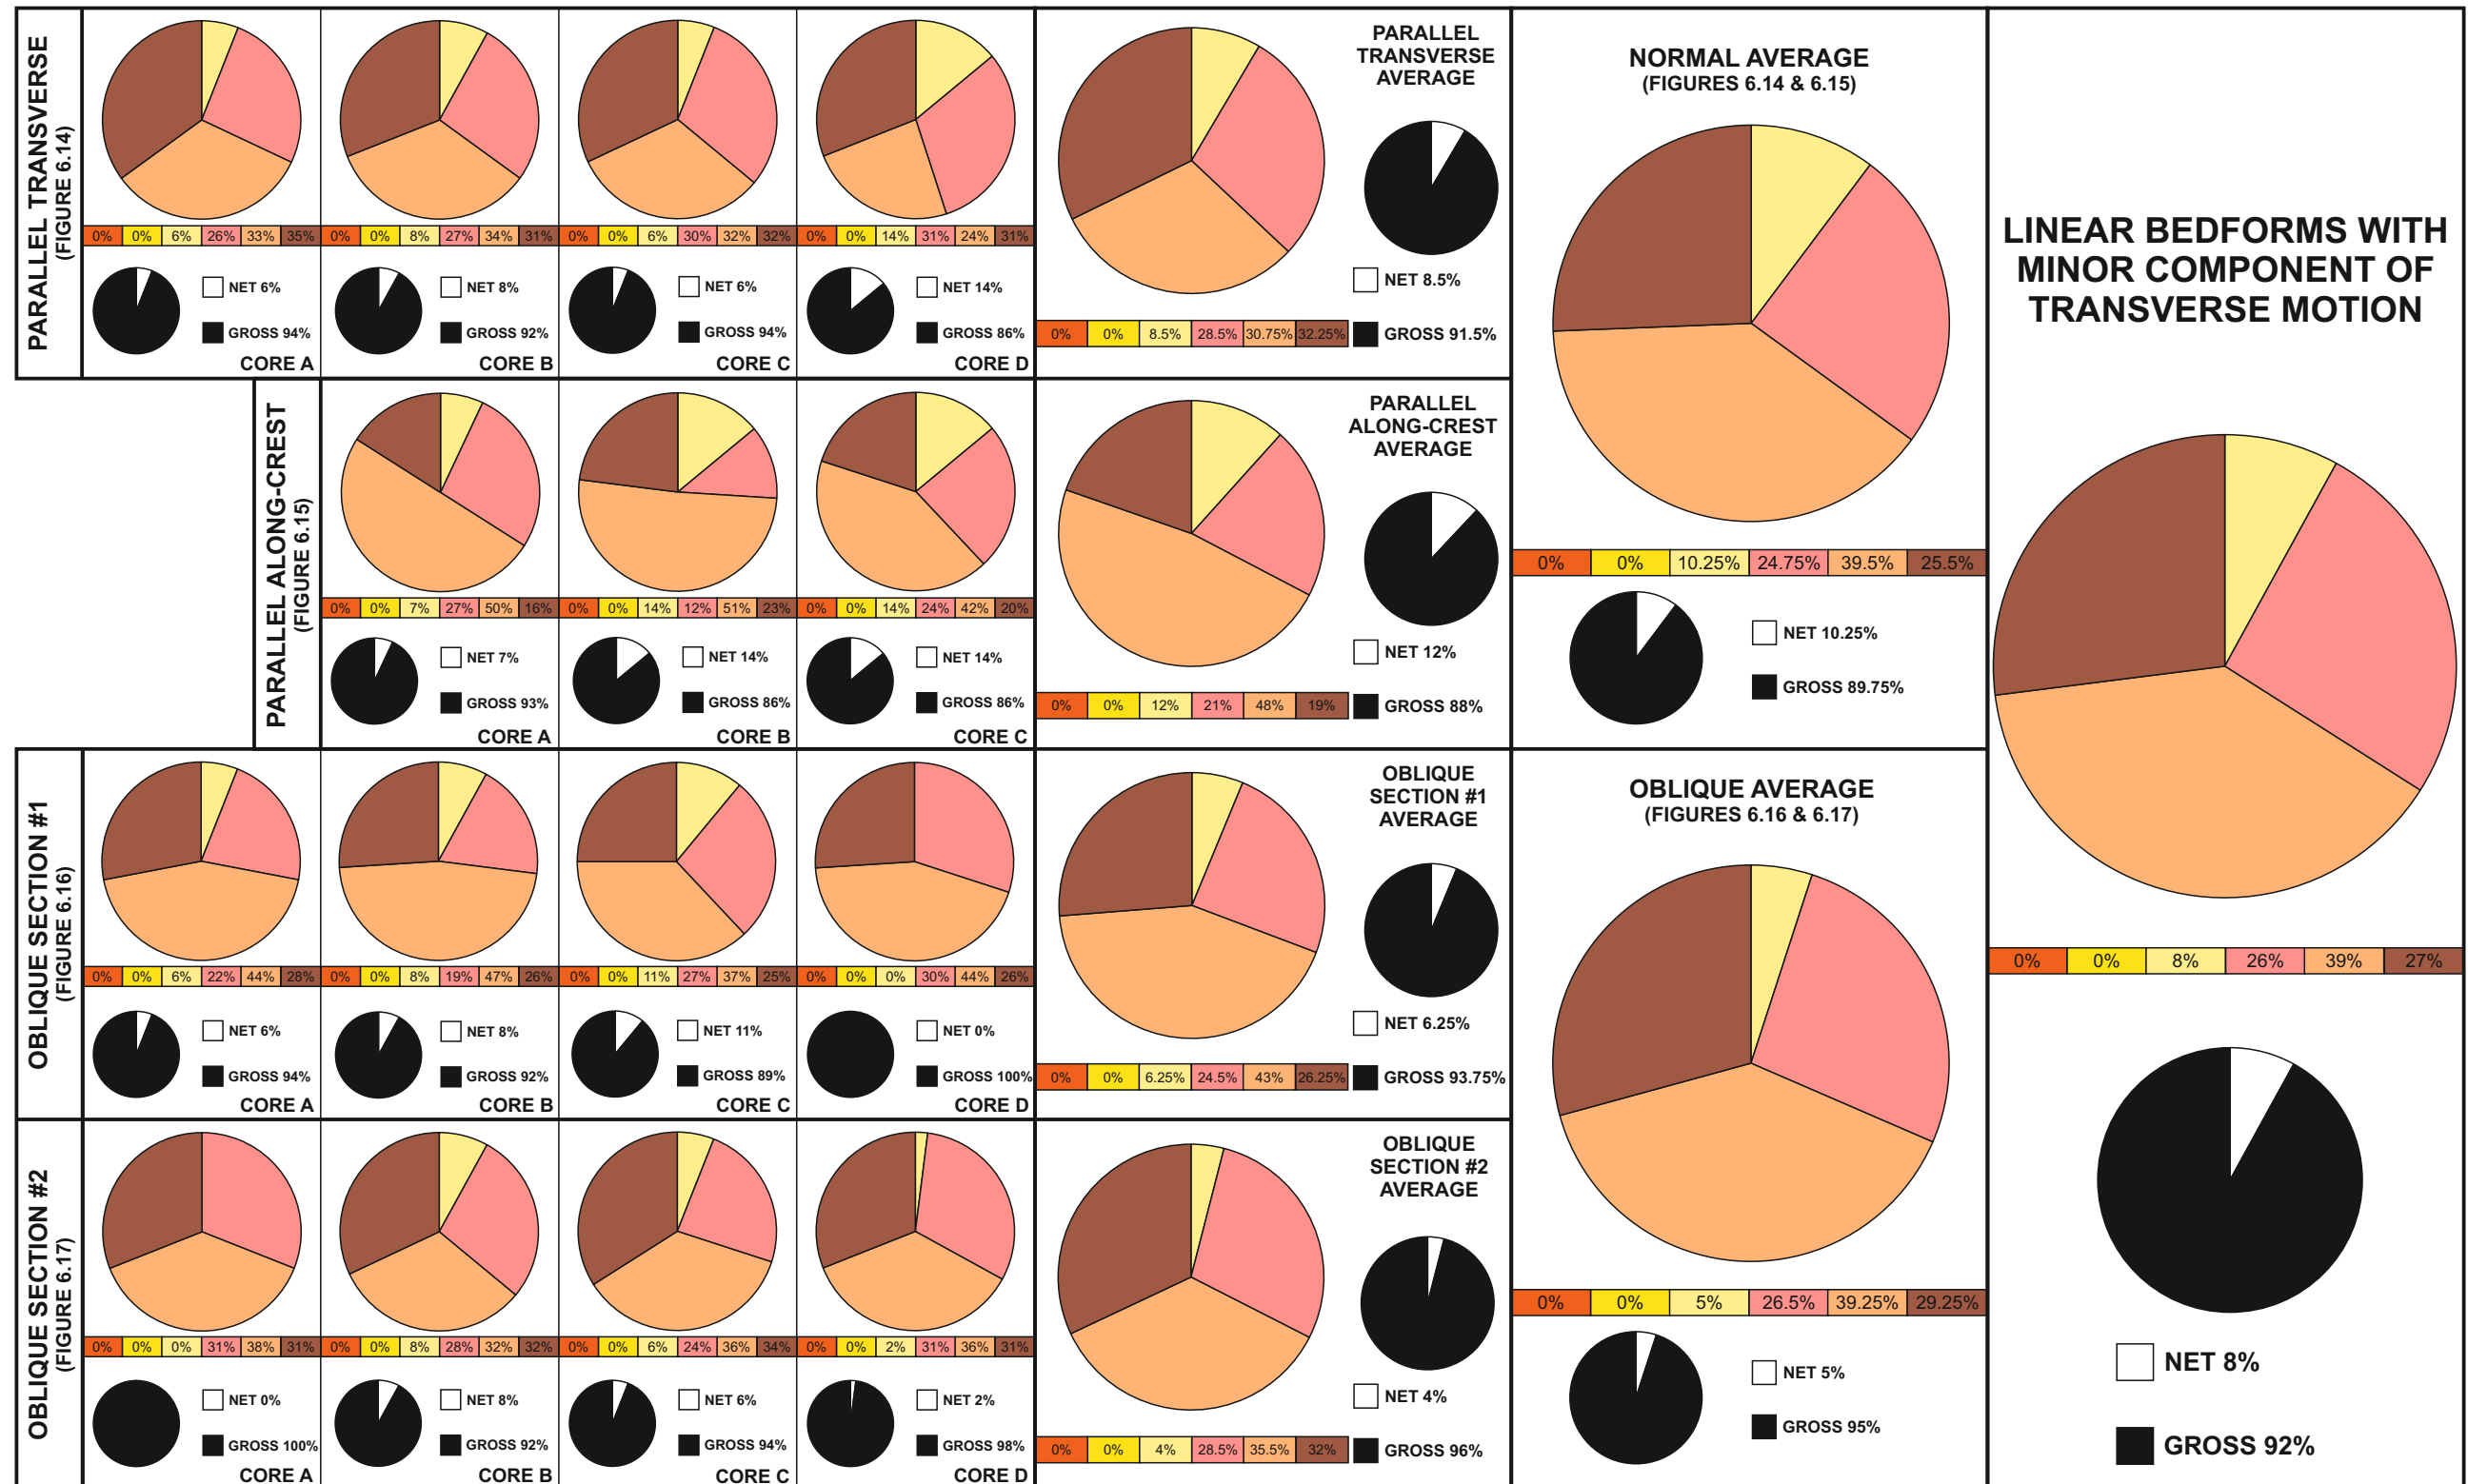 PARALLEL TRANSVERSE
(FIGURE 6.14)
0% 0% 6% 26% 33% 35%
NET 6%
GROSS 94%
CORE A
0% 0% 8% 27% 34% 31%
NET 8%
GROSS 92%
CORE B
0% 0% 6% 30% 32% 32%
NET 6%
GROSS 94%
CORE C
0% 0% 14% 31% 24% 31%
NET 14%
GROSS 86%
CORE D
PARALLEL
TRANSVERSE
AVERAGE
NET 8.5%
0% 0% 8.5% 28.5% 30.75% 32.25%
GROSS 91.5%
PARALLEL ALONG-CREST
(FIGURE 6.15)
0% 0% 7% 27% 50% 16%
NET 7%
GROSS 93%
CORE A
0% 0% 14% 12% 51% 23%
NET 14%
GROSS 86%
CORE B
0% 0% 14% 24% 42% 20%
NET 14%
GROSS 86%
CORE C
PARALLEL
ALONG-CREST
AVERAGE
NET 12%
0% 0% 12% 21% 48% 19%
GROSS 88%
NORMAL AVERAGE
(FIGURES 6.14 & 6.15)
0% 0% 10.25% 24.75% 39.5% 25.5%
NET 10.25%
GROSS 89.75%
OBLIQUE SECTION #1
(FIGURE 6.16)
0% 0% 6% 22% 44% 28%
NET 6%
GROSS 94%
CORE A
0% 0% 8% 19% 47% 26%
NET 8%
GROSS 92%
CORE B
0% 0% 11% 27% 37% 25%
NET 11%
GROSS 89%
CORE C
0% 0% 0% 30% 44% 26%
NET 0%
GROSS 100%
CORE D
OBLIQUE
SECTION #1
AVERAGE
NET 6.25%
0% 0% 6.25% 24.5% 43% 26.25%
GROSS 93.75%
OBLIQUE SECTION #2
(FIGURE 6.17)
0% 0% 0% 31% 38% 31%
NET 0%
GROSS 100%
CORE A
0% 0% 8% 28% 32% 32%
NET 8%
GROSS 92%
CORE B
0% 0% 6% 24% 36% 34%
NET 6%
GROSS 94%
CORE C
0% 0% 2% 31% 36% 31%
NET 2%
GROSS 98%
CORE D
OBLIQUE
SECTION #2
AVERAGE
NET 4%
0% 0% 4% 28.5% 35.5% 32%
GROSS 96%
OBLIQUE AVERAGE
(FIGURES 6.16 & 6.17)
0% 0% 5% 26.5% 39.25% 29.25%
NET 5%
GROSS 95%
LINEAR BEDFORMS WITH
MINOR COMPONENT OF
TRANSVERSE MOTION
0% 0% 8% 26% 39% 27%
NET 8%
GROSS 92%